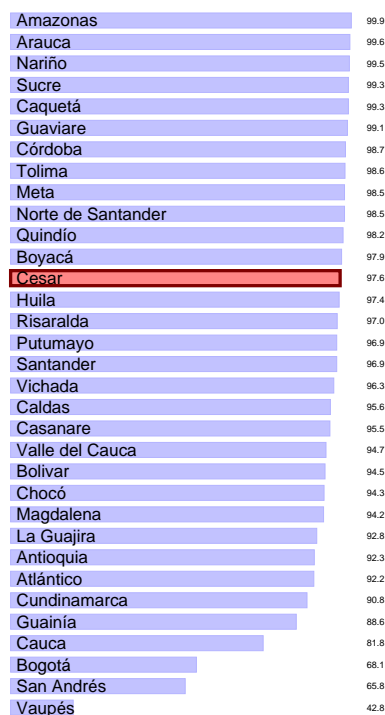 Amazonas 99.9
Arauca 99.6
Nariño 99.5
Sucre 99.3
Caquetá 99.3
Guaviare 99.1
Córdoba 98.7
Tolima 98.6
Meta 98.5
Norte de Santander 98.5
Quindío 98.2
Boyacá 97.9
Cesar 97.6
Huila 97.4
Risaralda 97.0
Putumayo 96.9
Santander 96.9
Vichada 96.3
Caldas 95.6
Casanare 95.5
Valle del Cauca 94.7
Bolivar 94.5
Chocó 94.3
Magdalena 94.2
La Guajira 92.8
Antioquia 92.3
Atlántico 92.2
Cundinamarca 90.8
Guainía 88.6
Cauca 81.8
Bogotá 68.1
San Andrés 65.8
Vaupés 42.8